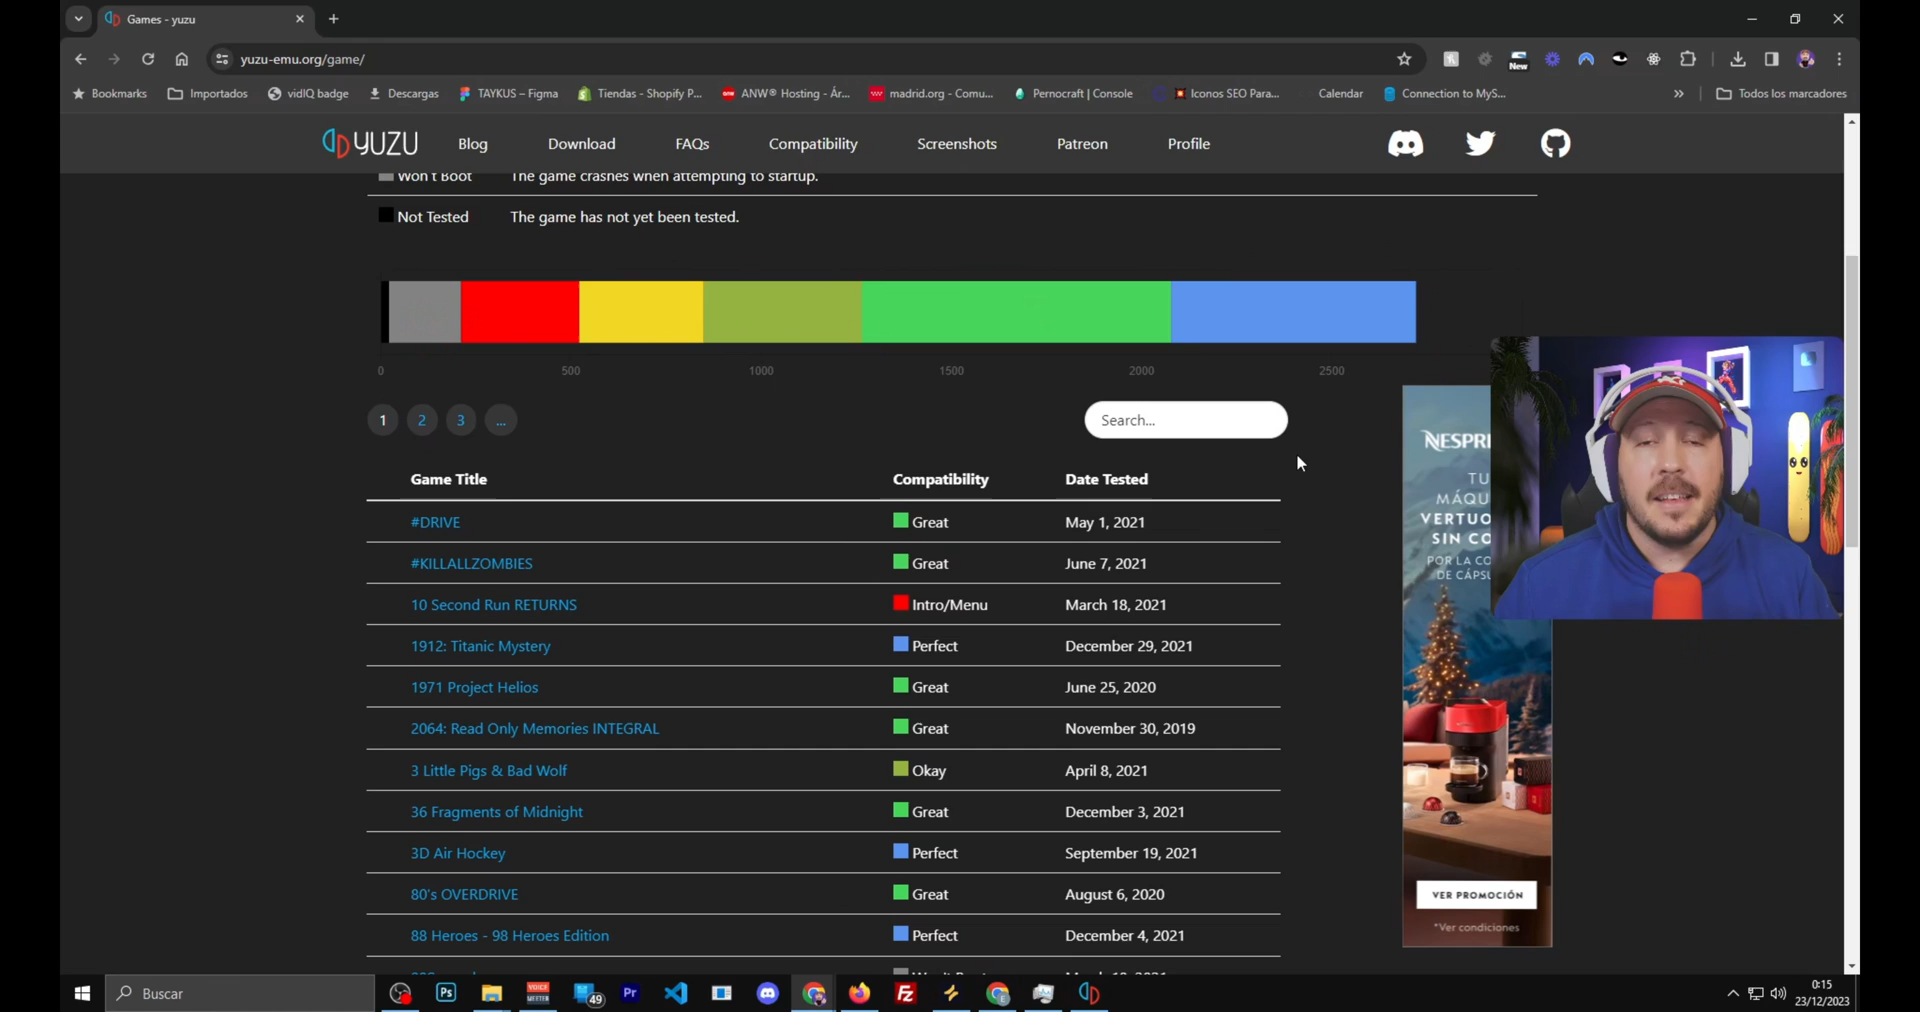 Games - yuzu
yuzu-emu.org/game/
New
Bookmarks Importados vidIQ badge Descargas TAYKUS – Figma Tiendas - Shopify P... ANW® Hosting - Ár... madrid.org - Comu... Pernocraft | Console Iconos SEO Para... Calendar Connection to MyS... » Todos los marcadores
YUZU Blog Download FAQs Compatibility Screenshots Patreon Profile
Won't Boot The game crashes when attempting to startup.
Not Tested The game has not yet been tested.
0 500 1000 1500 2000 2500
1 2 3 ... Search...
Game Title Compatibility Date Tested
#DRIVE Great May 1, 2021
#KILLALLZOMBIES Great June 7, 2021
10 Second Run RETURNS Intro/Menu March 18, 2021
1912: Titanic Mystery Perfect December 29, 2021
1971 Project Helios Great June 25, 2020
2064: Read Only Memories INTEGRAL Great November 30, 2019
3 Little Pigs & Bad Wolf Okay April 8, 2021
36 Fragments of Midnight Great December 3, 2021
3D Air Hockey Perfect September 19, 2021
80's OVERDRIVE Great August 6, 2020
88 Heroes - 98 Heroes Edition Perfect December 4, 2021
NESPRE
TU
MÁQU
VERTUO
SIN CO
POR LA CO
DE CÁPSU
VER PROMOCIÓN
*Ver condiciones
Buscar
Ps
VOICE
MEETER
49
Pr
Fz
0:15
23/12/2023